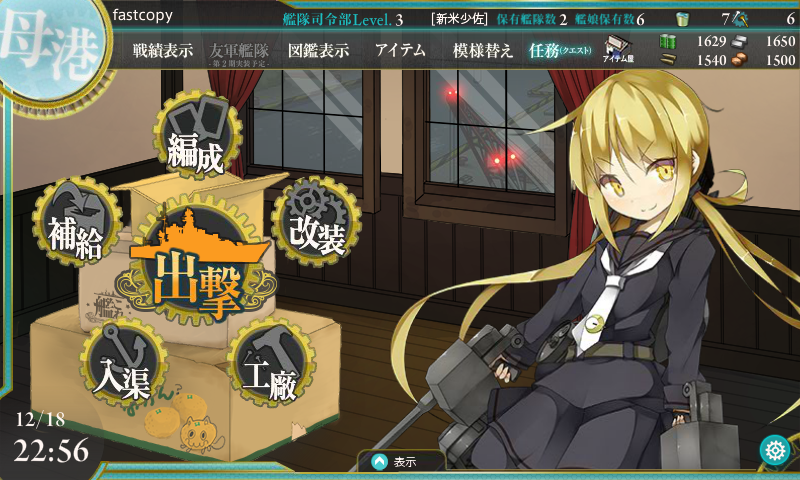 母港
fastcopy
艦隊司令部Level. 3 [新米少佐] 保有艦隊数 2 艦娘保有数 6 7 6
戦績表示 友軍艦隊 図鑑表示 アイテム 模様替え 任務(クエスト) アイテム屋
-第2期実装予定-
1629 1650
1540 1500
編成
補給
出撃
改装
入渠
工廠
12/18
22:56
表示